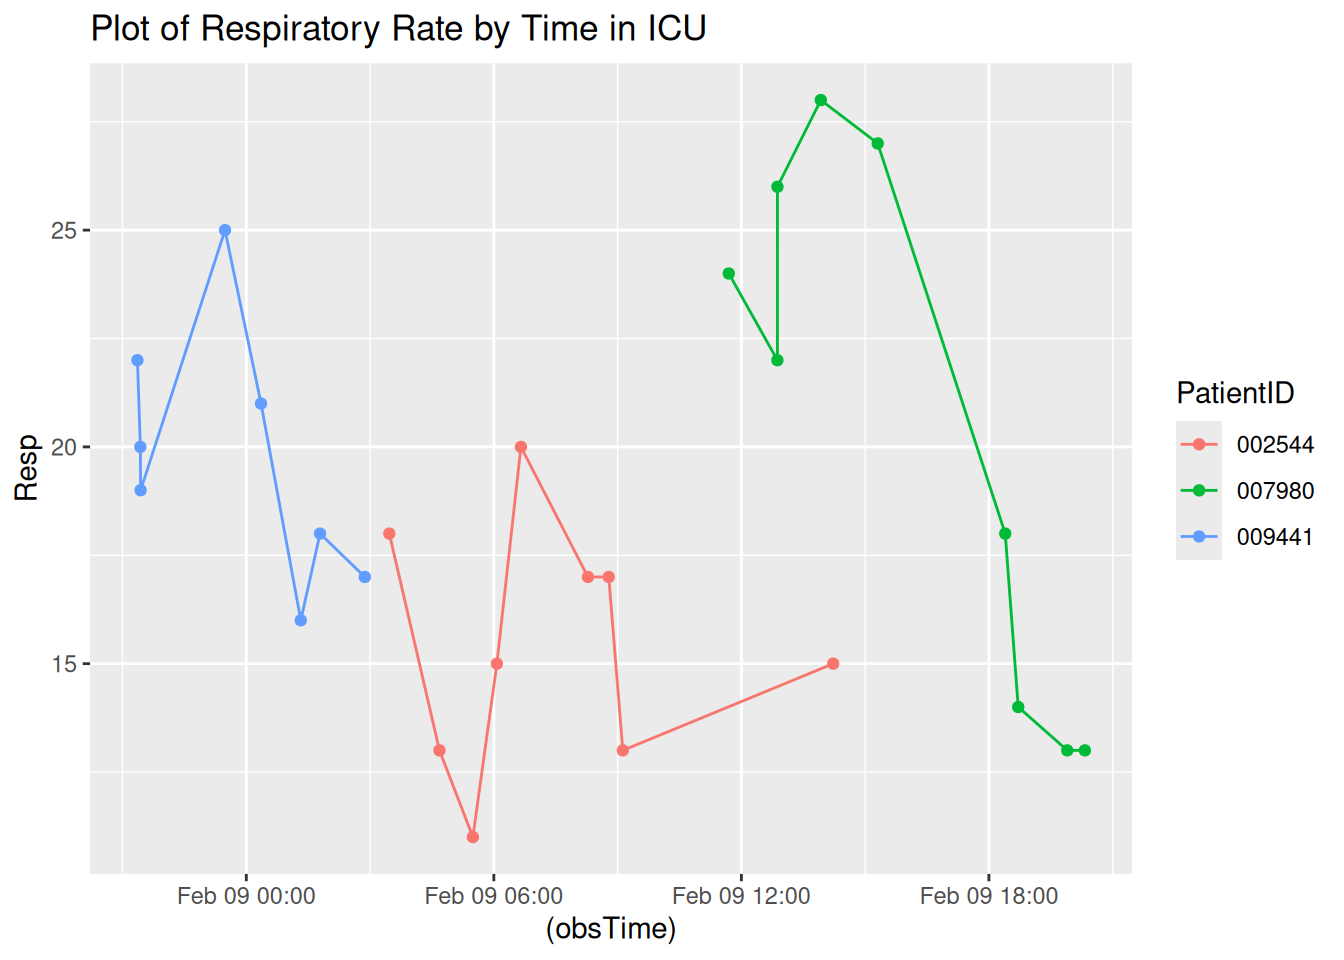 Plot of Respiratory Rate by Time in ICU
25
20
15
Resp
Feb 09 00:00 Feb 09 06:00 Feb 09 12:00 Feb 09 18:00
(obsTime)
PatientID
002544
007980
009441